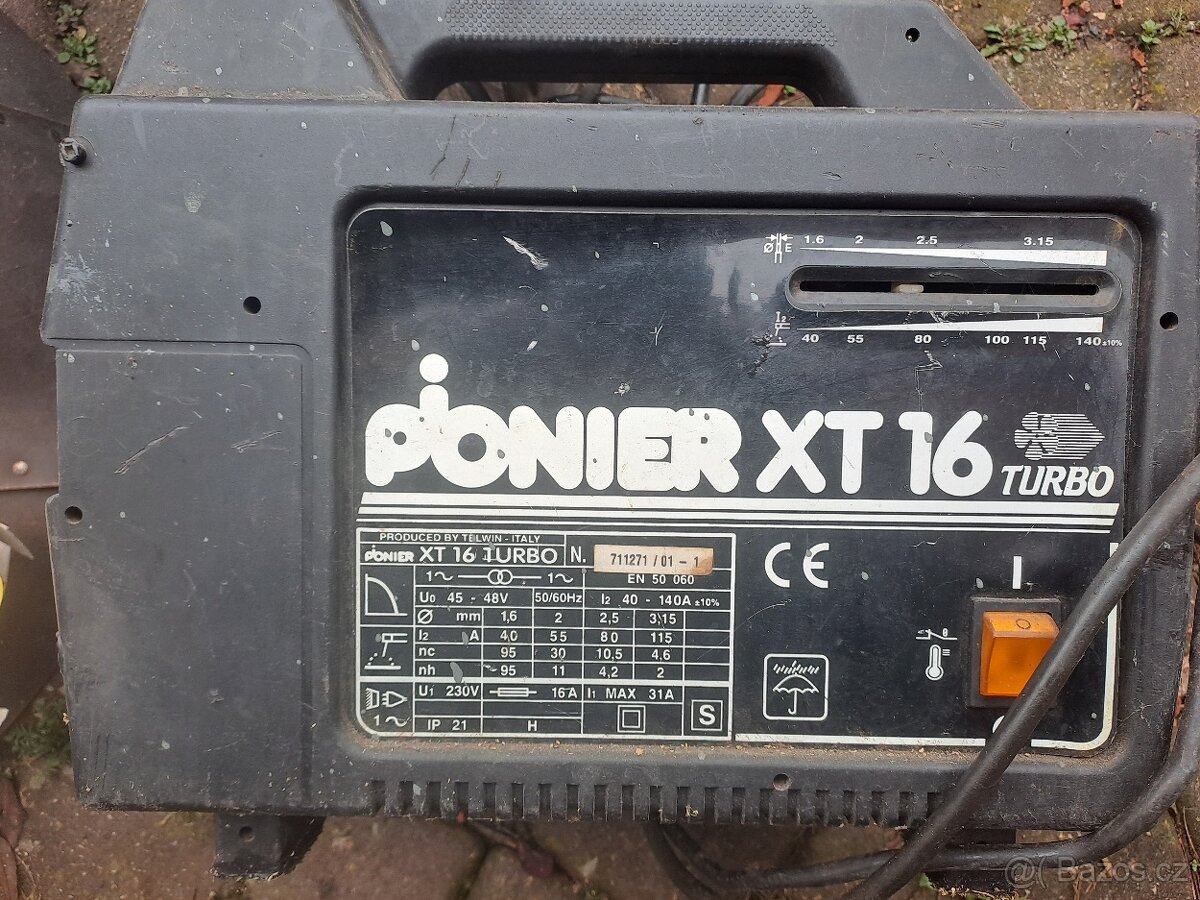 Ø E 1.6 2 2.5 3.15
I2
40 55 80 100 115 140 ±10%
PIONIER XT 16 TURBO
PRODUCED BY TELWIN - ITALY
PIONIER XT 16 TURBO N. 711271 / 01 - 1
1~ 1~ EN 50 060
U0 45 - 48V 50/60Hz I2 40 - 140A ±10%
Ø mm 1,6 2 2,5 3,15
I2 A 40 55 80 115
nc 95 30 10,5 4.6
nh 95 11 4,2 2
U1 230V 16A I1 MAX 31A
1~ IP 21 H S
CE
I
θ
@( Bazos.cz